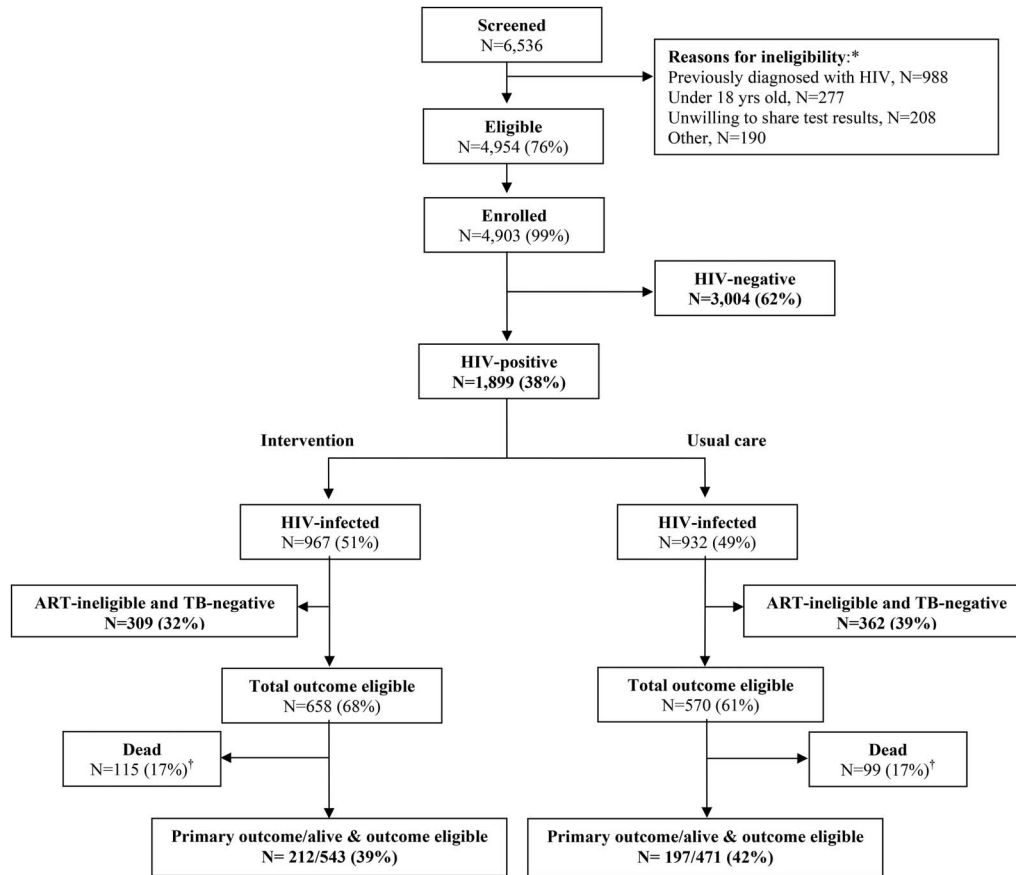 Screened
N=6,536
Reasons for ineligibility:*
Previously diagnosed with HIV, N=988
Under 18 yrs old, N=277
Unwilling to share test results, N=208
Other, N=190
Eligible
N=4,954 (76%)
Enrolled
N=4,903 (99%)
HIV-negative
N=3,004 (62%)
HIV-positive
N=1,899 (38%)
Intervention
Usual care
HIV-infected
N=967 (51%)
HIV-infected
N=932 (49%)
ART-ineligible and TB-negative
N=309 (32%)
ART-ineligible and TB-negative
N=362 (39%)
Total outcome eligible
N=658 (68%)
Total outcome eligible
N=570 (61%)
Dead
N=115 (17%)†
Dead
N=99 (17%)†
Primary outcome/alive & outcome eligible
N= 212/543 (39%)
Primary outcome/alive & outcome eligible
N= 197/471 (42%)